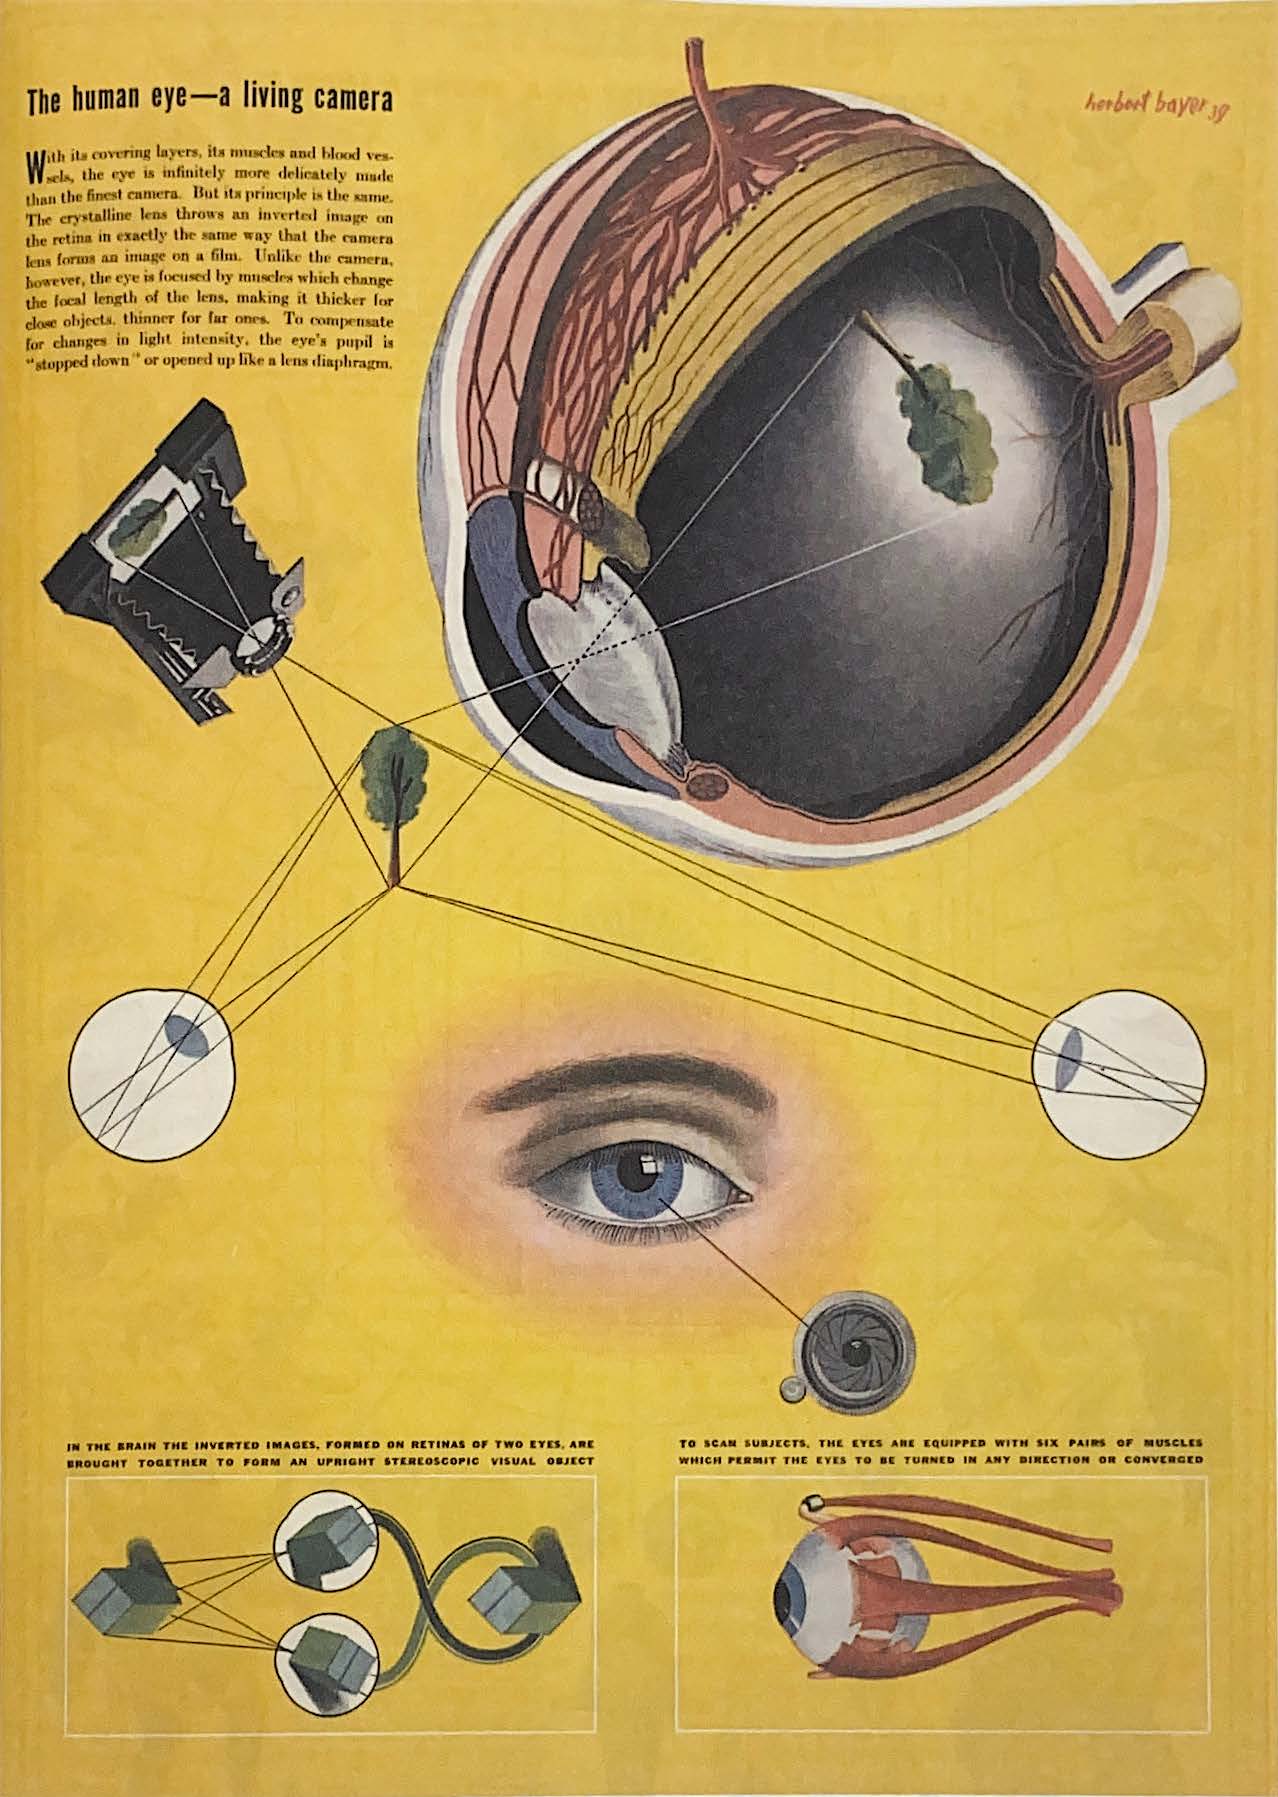 The human eye—a living camera
herbert bayer 39
With its covering layers, its muscles and blood ves-
sels, the eye is infinitely more delicately made
than the finest camera. But its principle is the same.
The crystalline lens throws an inverted image on
the retina in exactly the same way that the camera
lens forms an image on a film. Unlike the camera,
however, the eye is focused by muscles which change
the focal length of the lens, making it thicker for
close objects, thinner for far ones. To compensate
for changes in light intensity, the eye's pupil is
"stopped down" or opened up like a lens diaphragm.
IN THE BRAIN THE INVERTED IMAGES, FORMED ON RETINAS OF TWO EYES, ARE
BROUGHT TOGETHER TO FORM AN UPRIGHT STEREOSCOPIC VISUAL OBJECT
TO SCAN SUBJECTS, THE EYES ARE EQUIPPED WITH SIX PAIRS OF MUSCLES
WHICH PERMIT THE EYES TO BE TURNED IN ANY DIRECTION OR CONVERGED